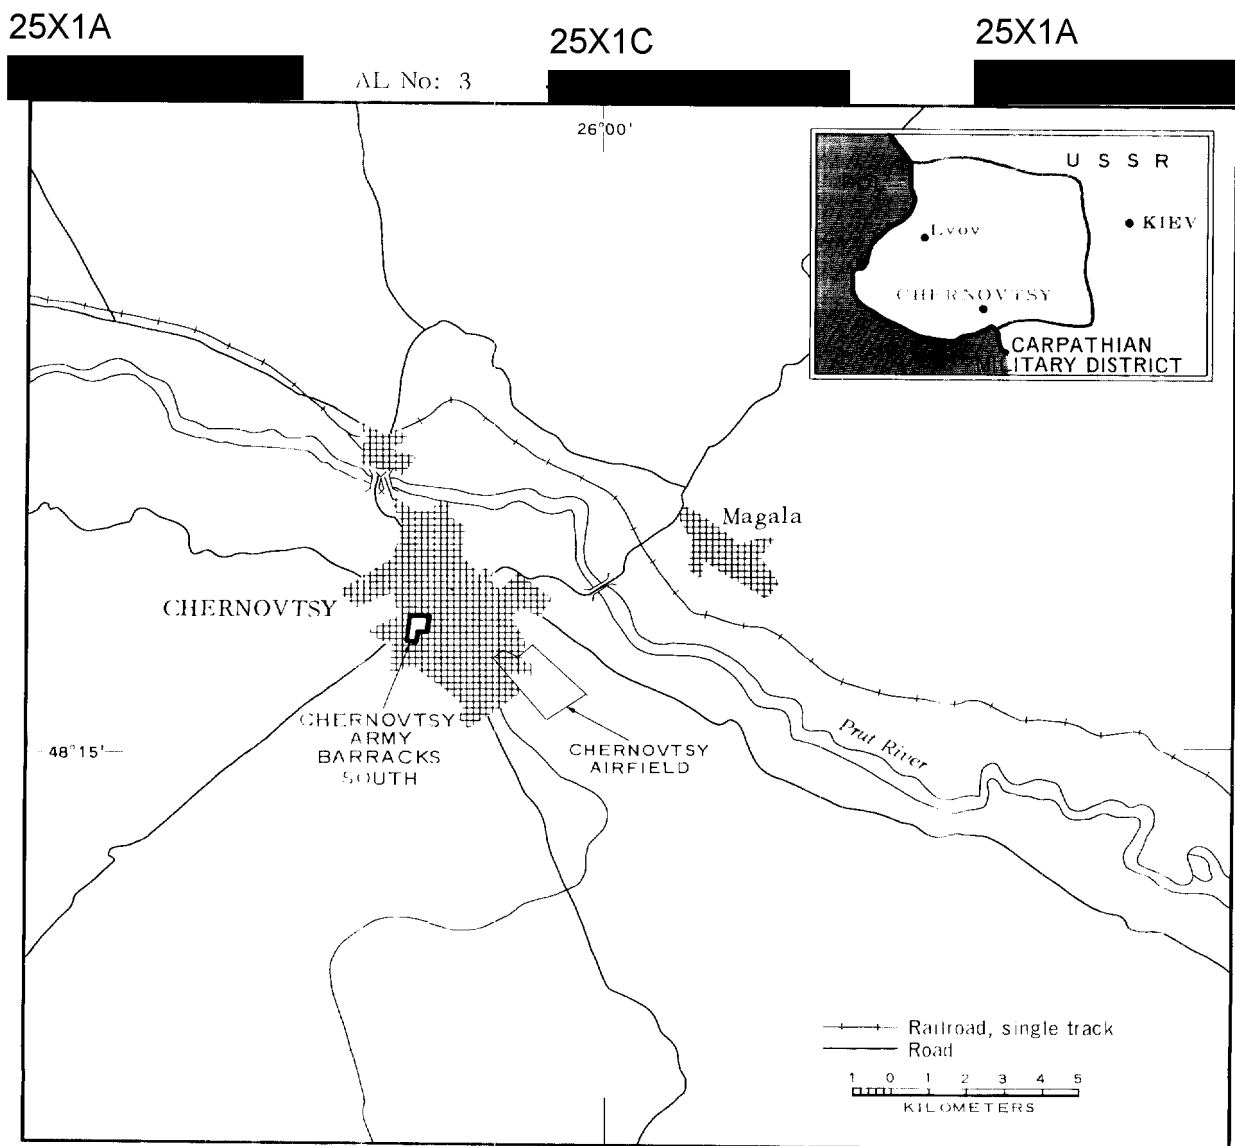 25X1A
25X1C
25X1A
AL No: 3
26°00'
U S S R
KIEV
Lvov
CHERNOVTSY
CARPATHIAN
MILITARY DISTRICT
Magala
CHERNOVTSY
CHERNOVTSY
ARMY
BARRACKS
SOUTH
CHERNOVTSY
AIRFIELD
Prut River
48°15'
Railroad, single track
Road
1 0 1 2 3 4 5
KILOMETERS